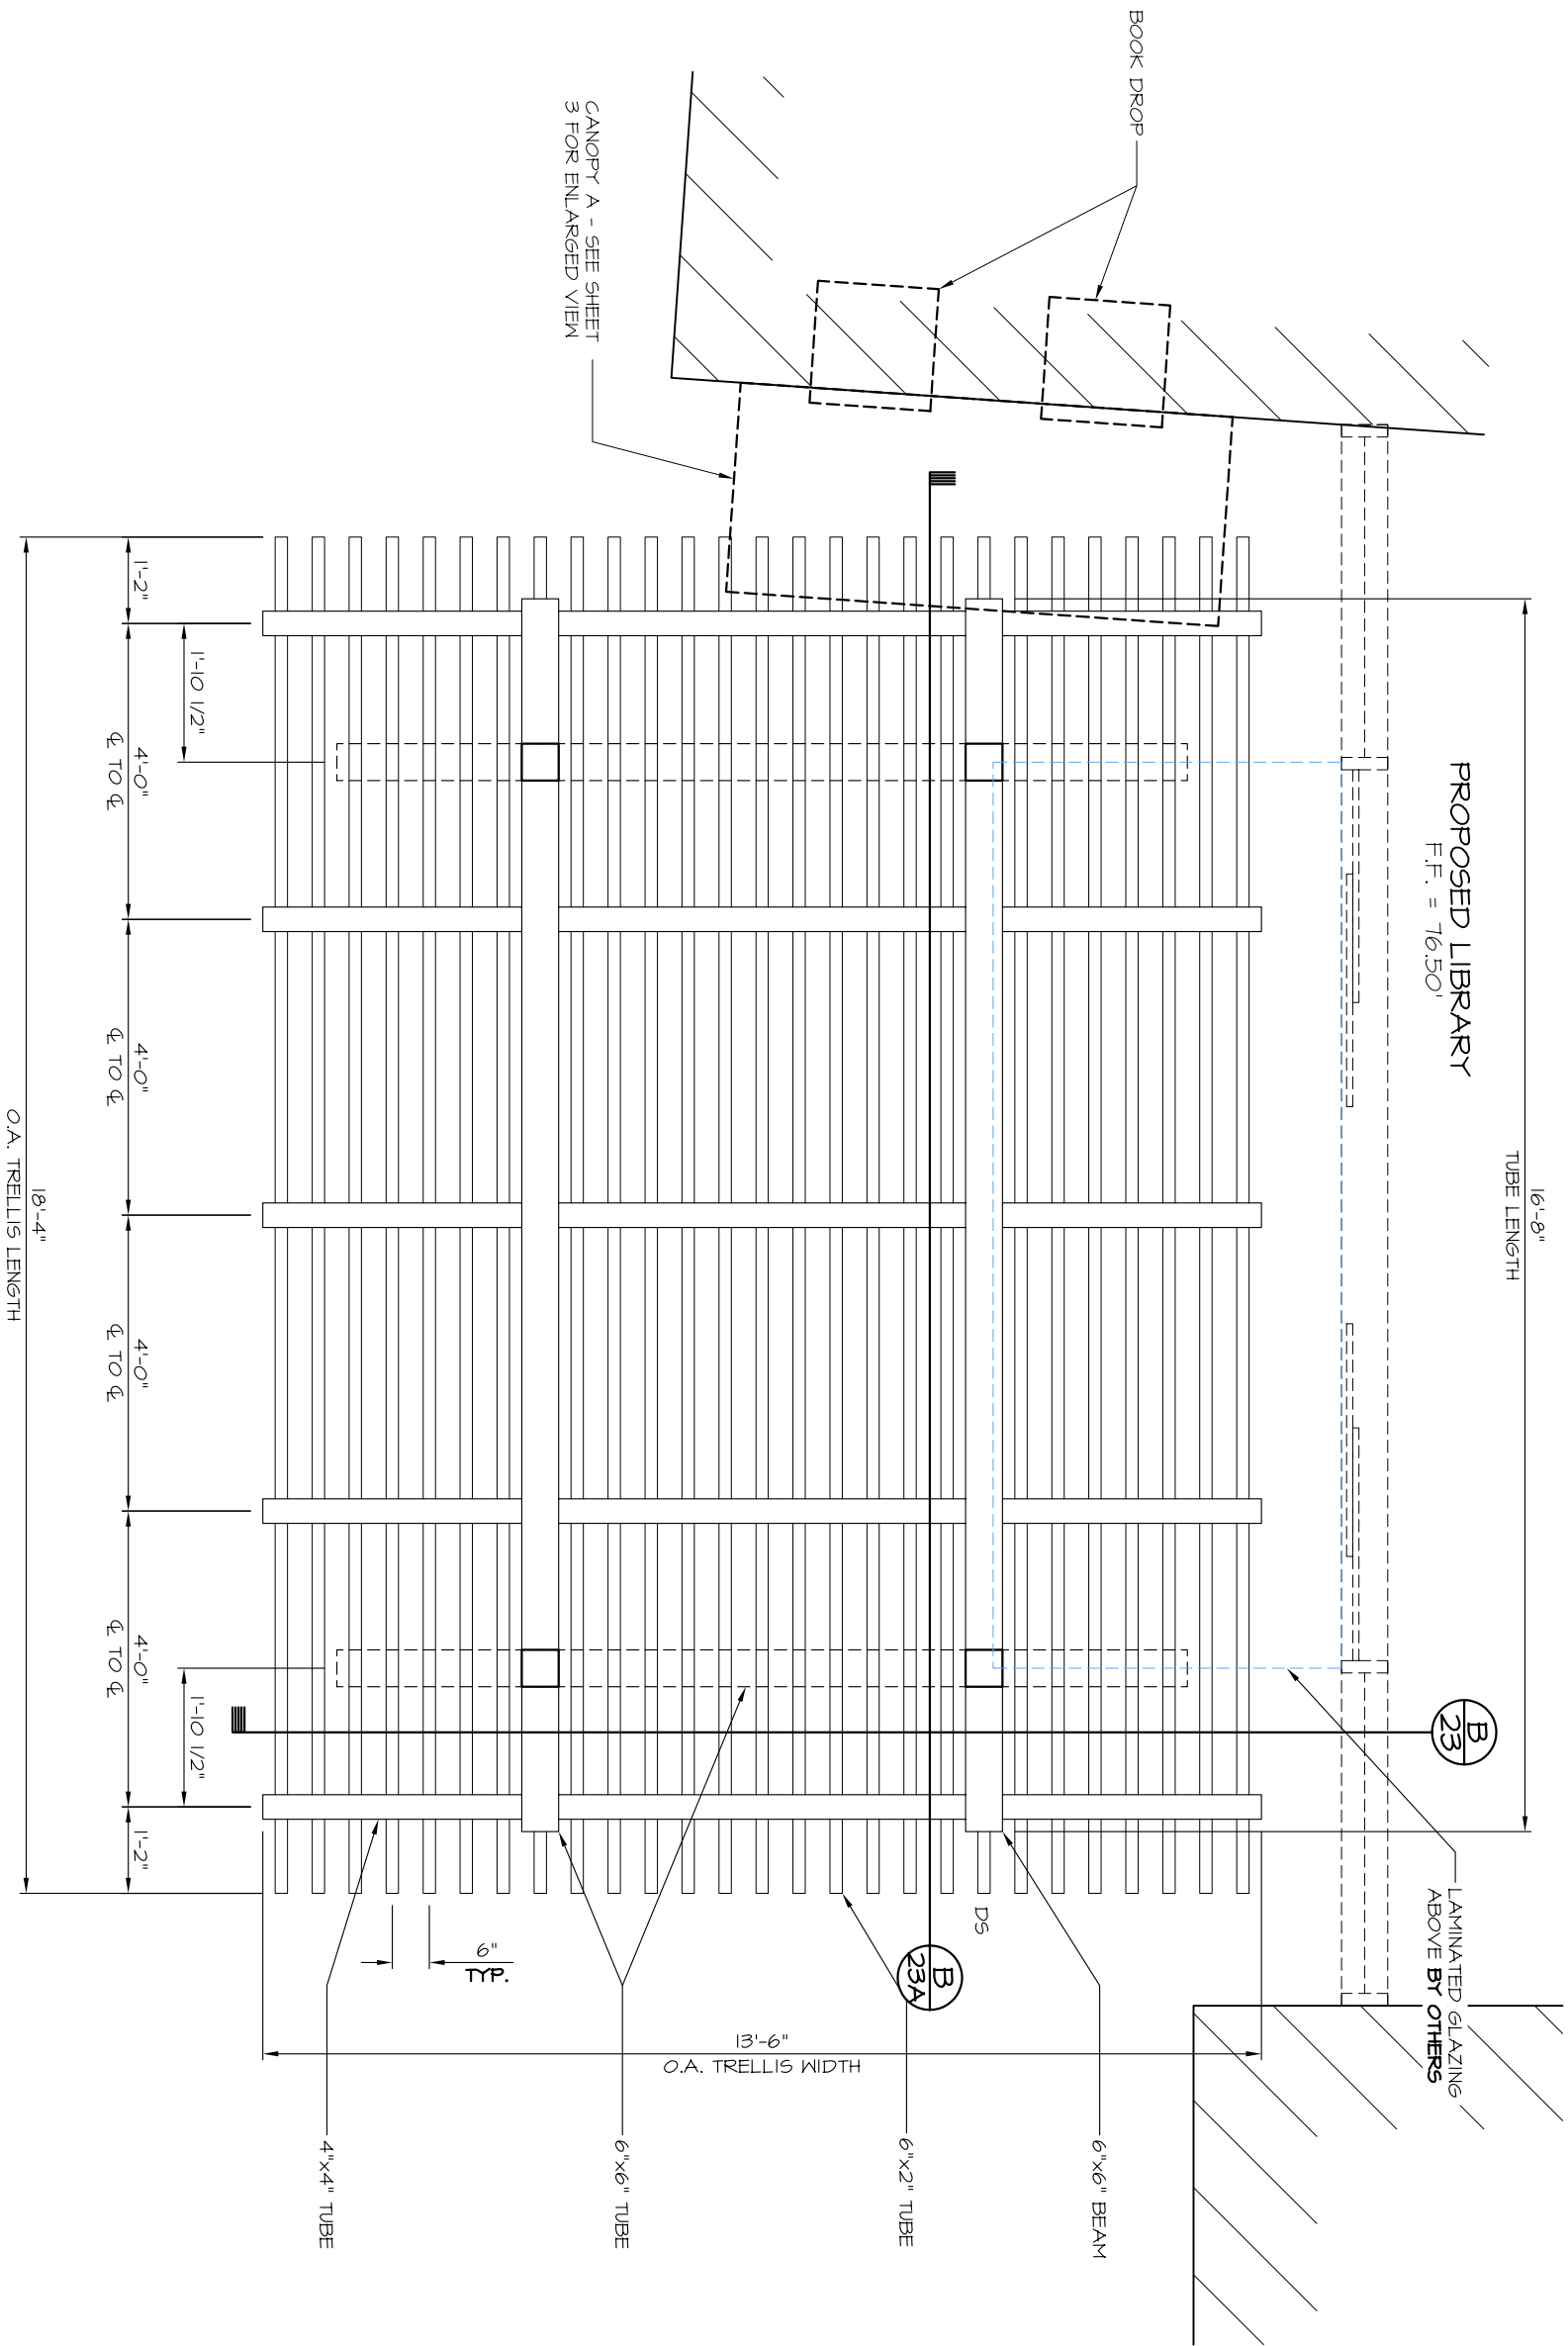 BOOK DROP
CANOPY A - SEE SHEET
3 FOR ENLARGED VIEW
PROPOSED LIBRARY
F.F. = 76.50'
16'-8"
TUBE LENGTH
B
23
LAMINATED GLAZING
ABOVE BY OTHERS
DS
B
23A
6"x6" BEAM
6"x2" TUBE
6"x6" TUBE
4"x4" TUBE
13'-6"
O.A. TRELLIS WIDTH
6"
TYP.
1'-10 1/2"
1'-10 1/2"
1'-2"
4'-0"
℄ TO ℄
4'-0"
℄ TO ℄
4'-0"
℄ TO ℄
4'-0"
℄ TO ℄
1'-2"
18'-4"
O.A. TRELLIS LENGTH